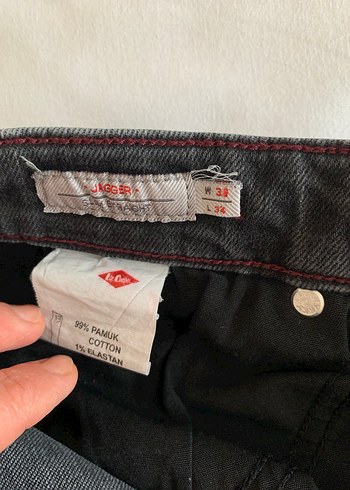 - JAGGER -
W 38
L 34
Lee Cooper
99% PAMUK
COTTON
1% ELASTAN